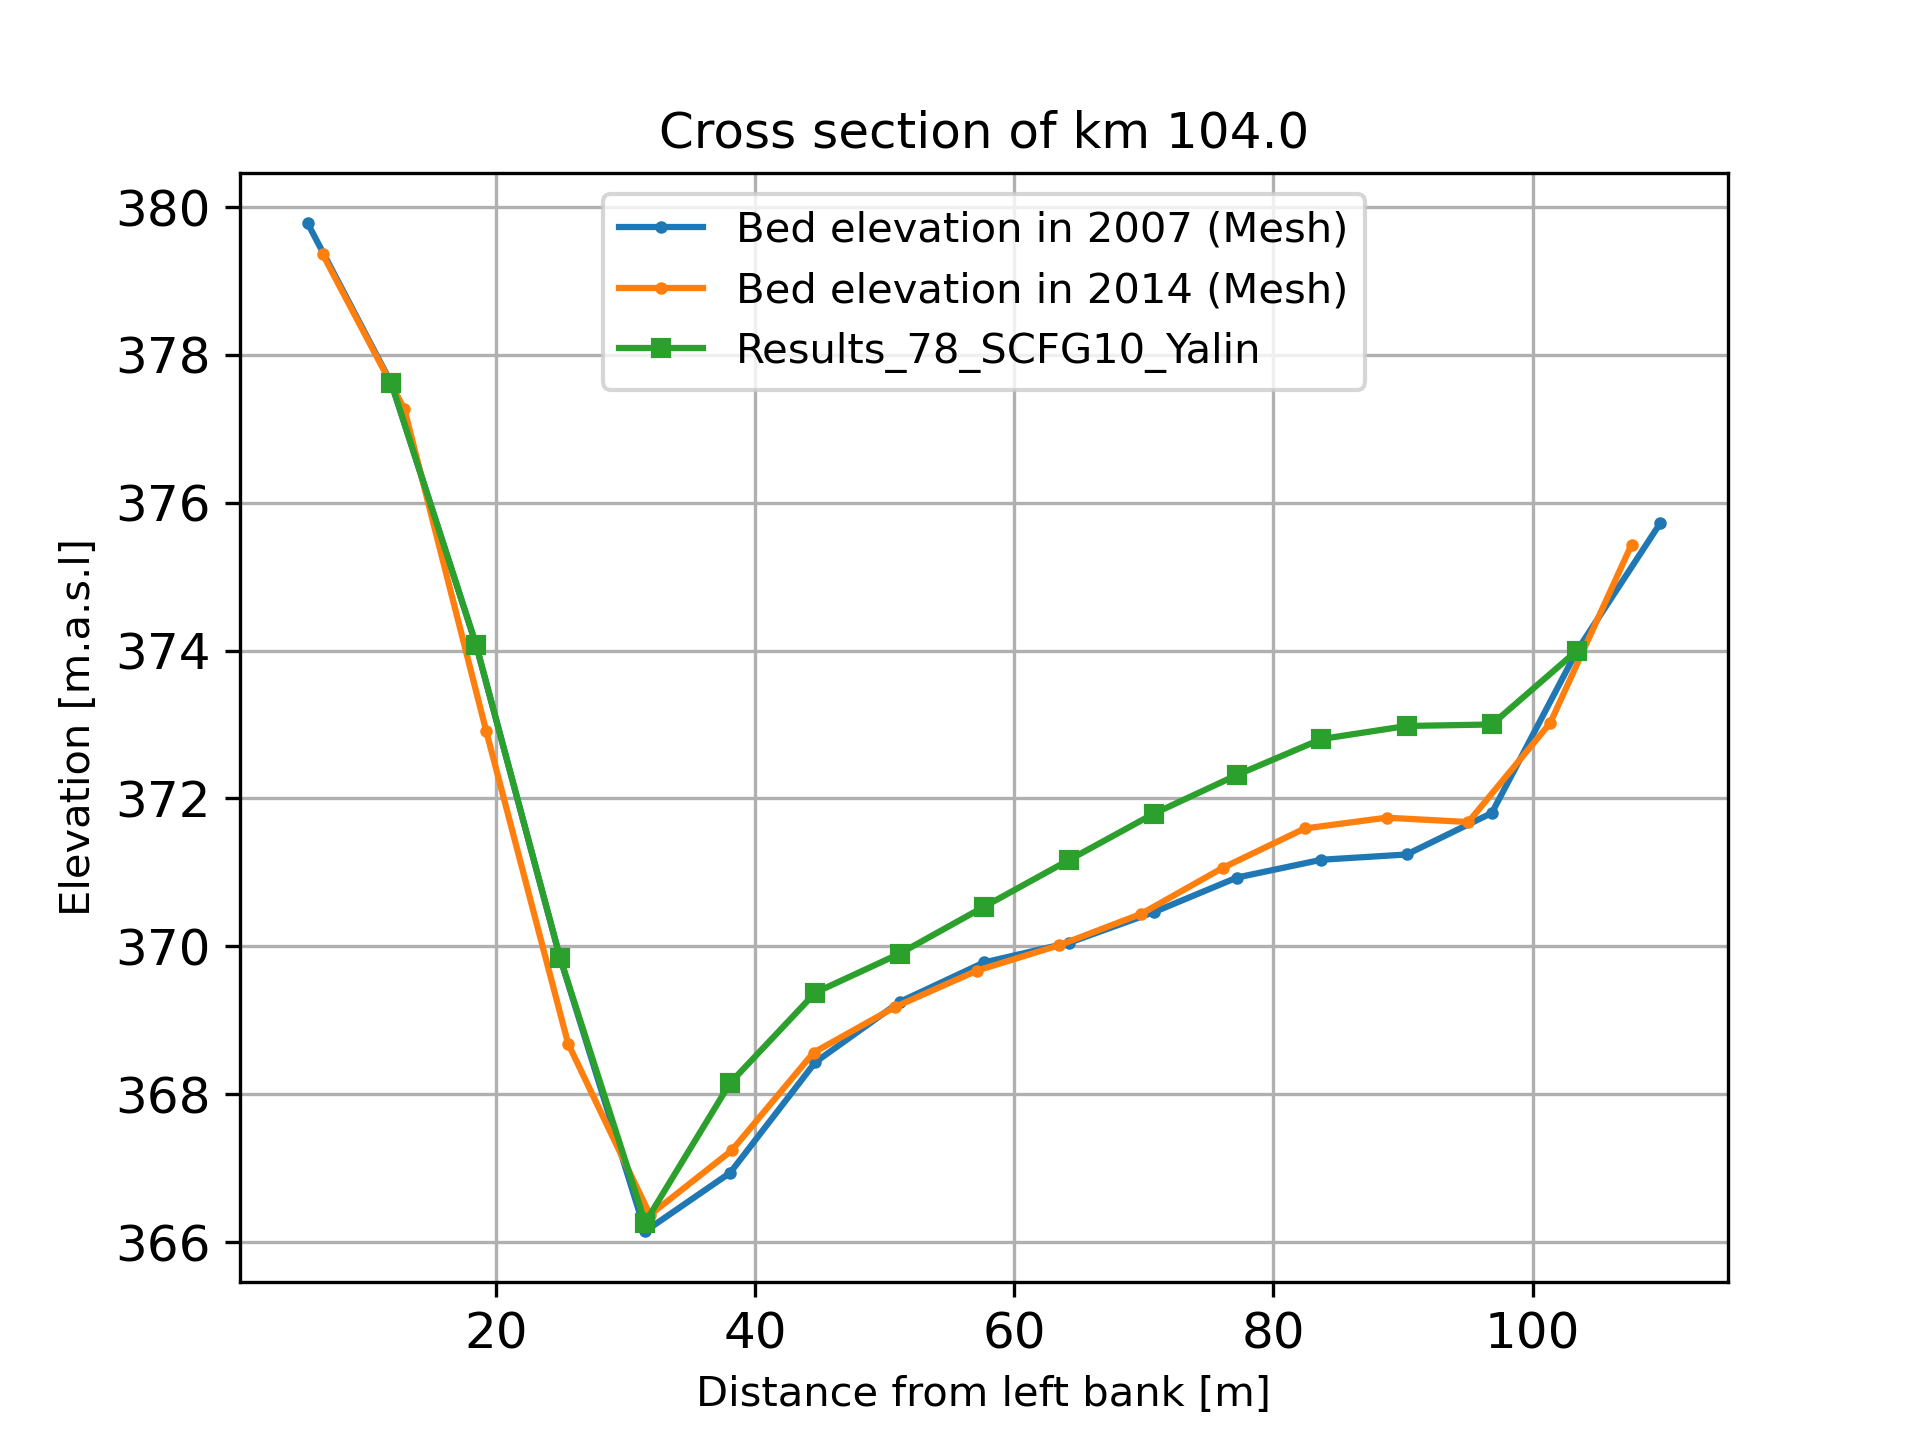 Cross section of km 104.0
Bed elevation in 2007 (Mesh)
Bed elevation in 2014 (Mesh)
Results_78_SCFG10_Yalin
Elevation [m.a.s.l]
380
378
376
374
372
370
368
366
20 40 60 80 100
Distance from left bank [m]